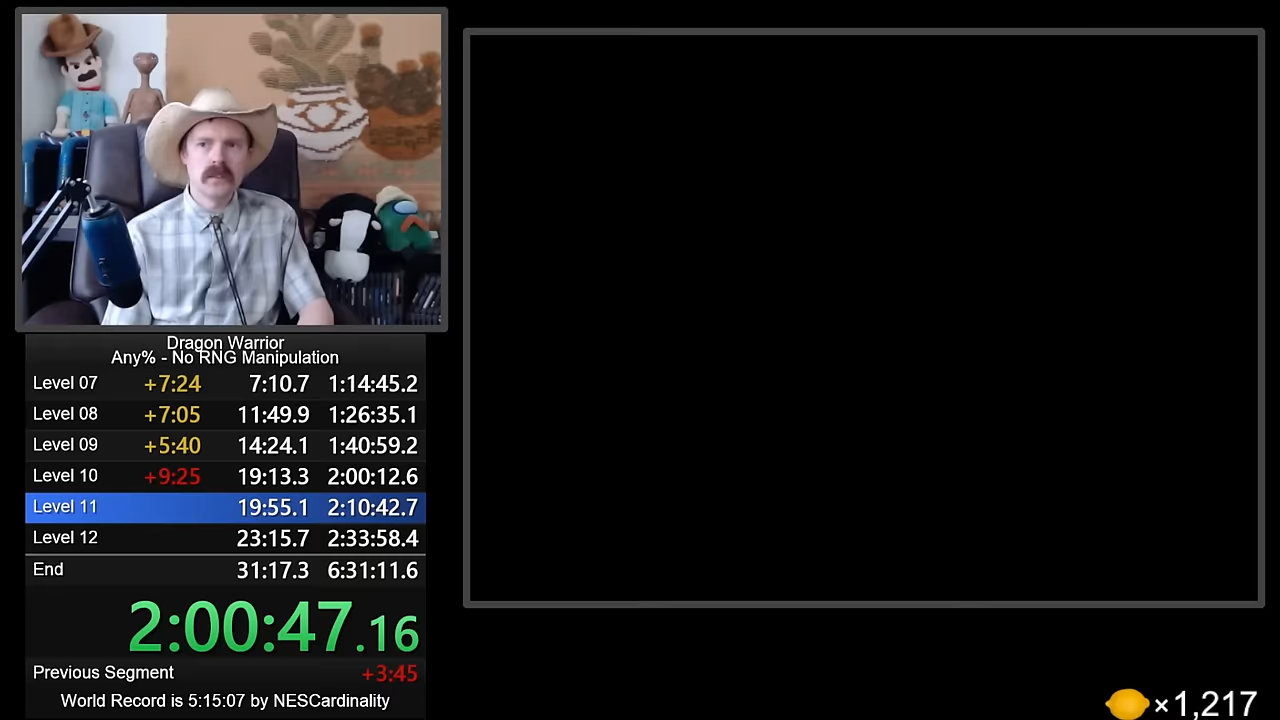 Dragon Warrior
Any% - No RNG Manipulation
Level 07 +7:24 7:10.7 1:14:45.2
Level 08 +7:05 11:49.9 1:26:35.1
Level 09 +5:40 14:24.1 1:40:59.2
Level 10 +9:25 19:13.3 2:00:12.6
Level 11 19:55.1 2:10:42.7
Level 12 23:15.7 2:33:58.4
End 31:17.3 6:31:11.6
2:00:47.16
Previous Segment +3:45
World Record is 5:15:07 by NESCardinality
×1,217